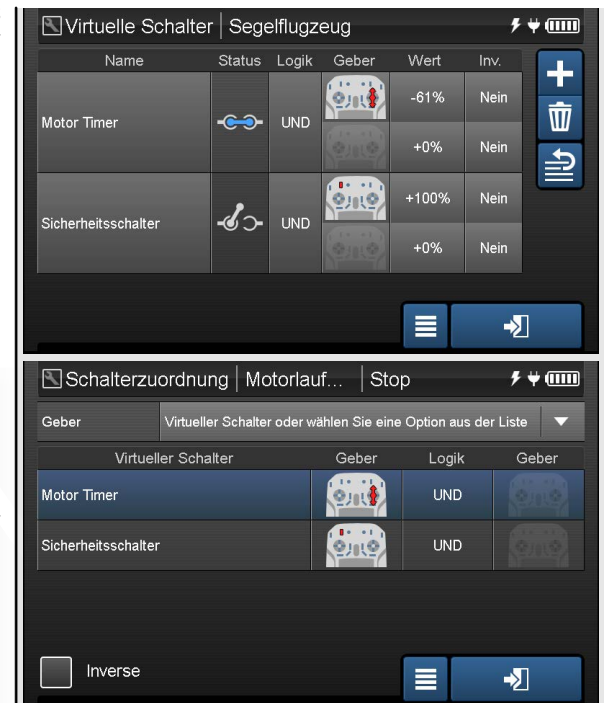 Virtuelle Schalter | Segelflugzeug
Name Status Logik Geber Wert Inv.
Motor Timer UND -61% Nein
+0% Nein
Sicherheitsschalter UND +100% Nein
+0% Nein
Schalterzuordnung | Motorlauf... | Stop
Geber Virtueller Schalter oder wählen Sie eine Option aus der Liste
Virtueller Schalter Geber Logik Geber
Motor Timer UND
Sicherheitsschalter UND
Inverse